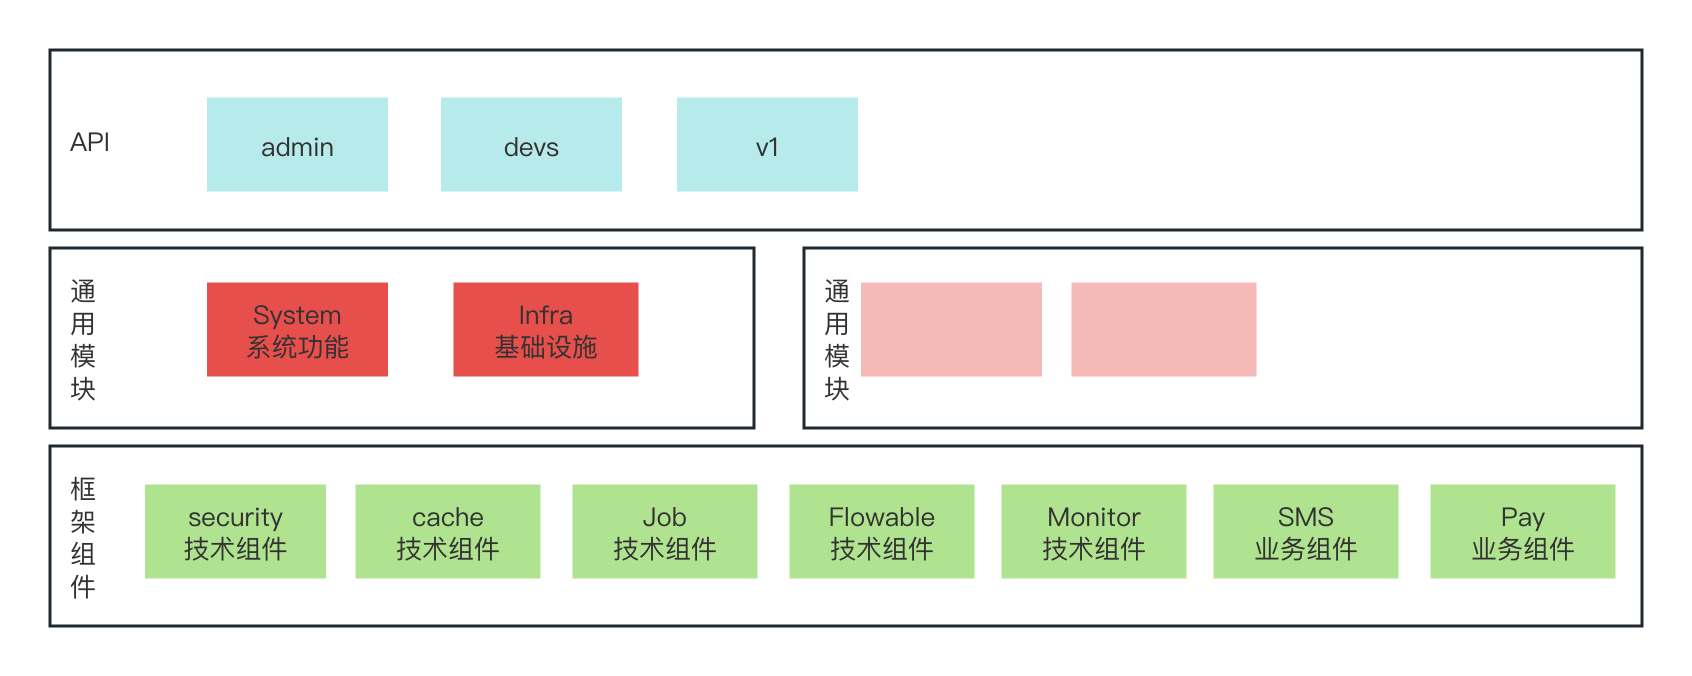 API
admin
devs
v1
通
用
模
块
System
系统功能
Infra
基础设施
通
用
模
块
框
架
组
件
security
技术组件
cache
技术组件
Job
技术组件
Flowable
技术组件
Monitor
技术组件
SMS
业务组件
Pay
业务组件